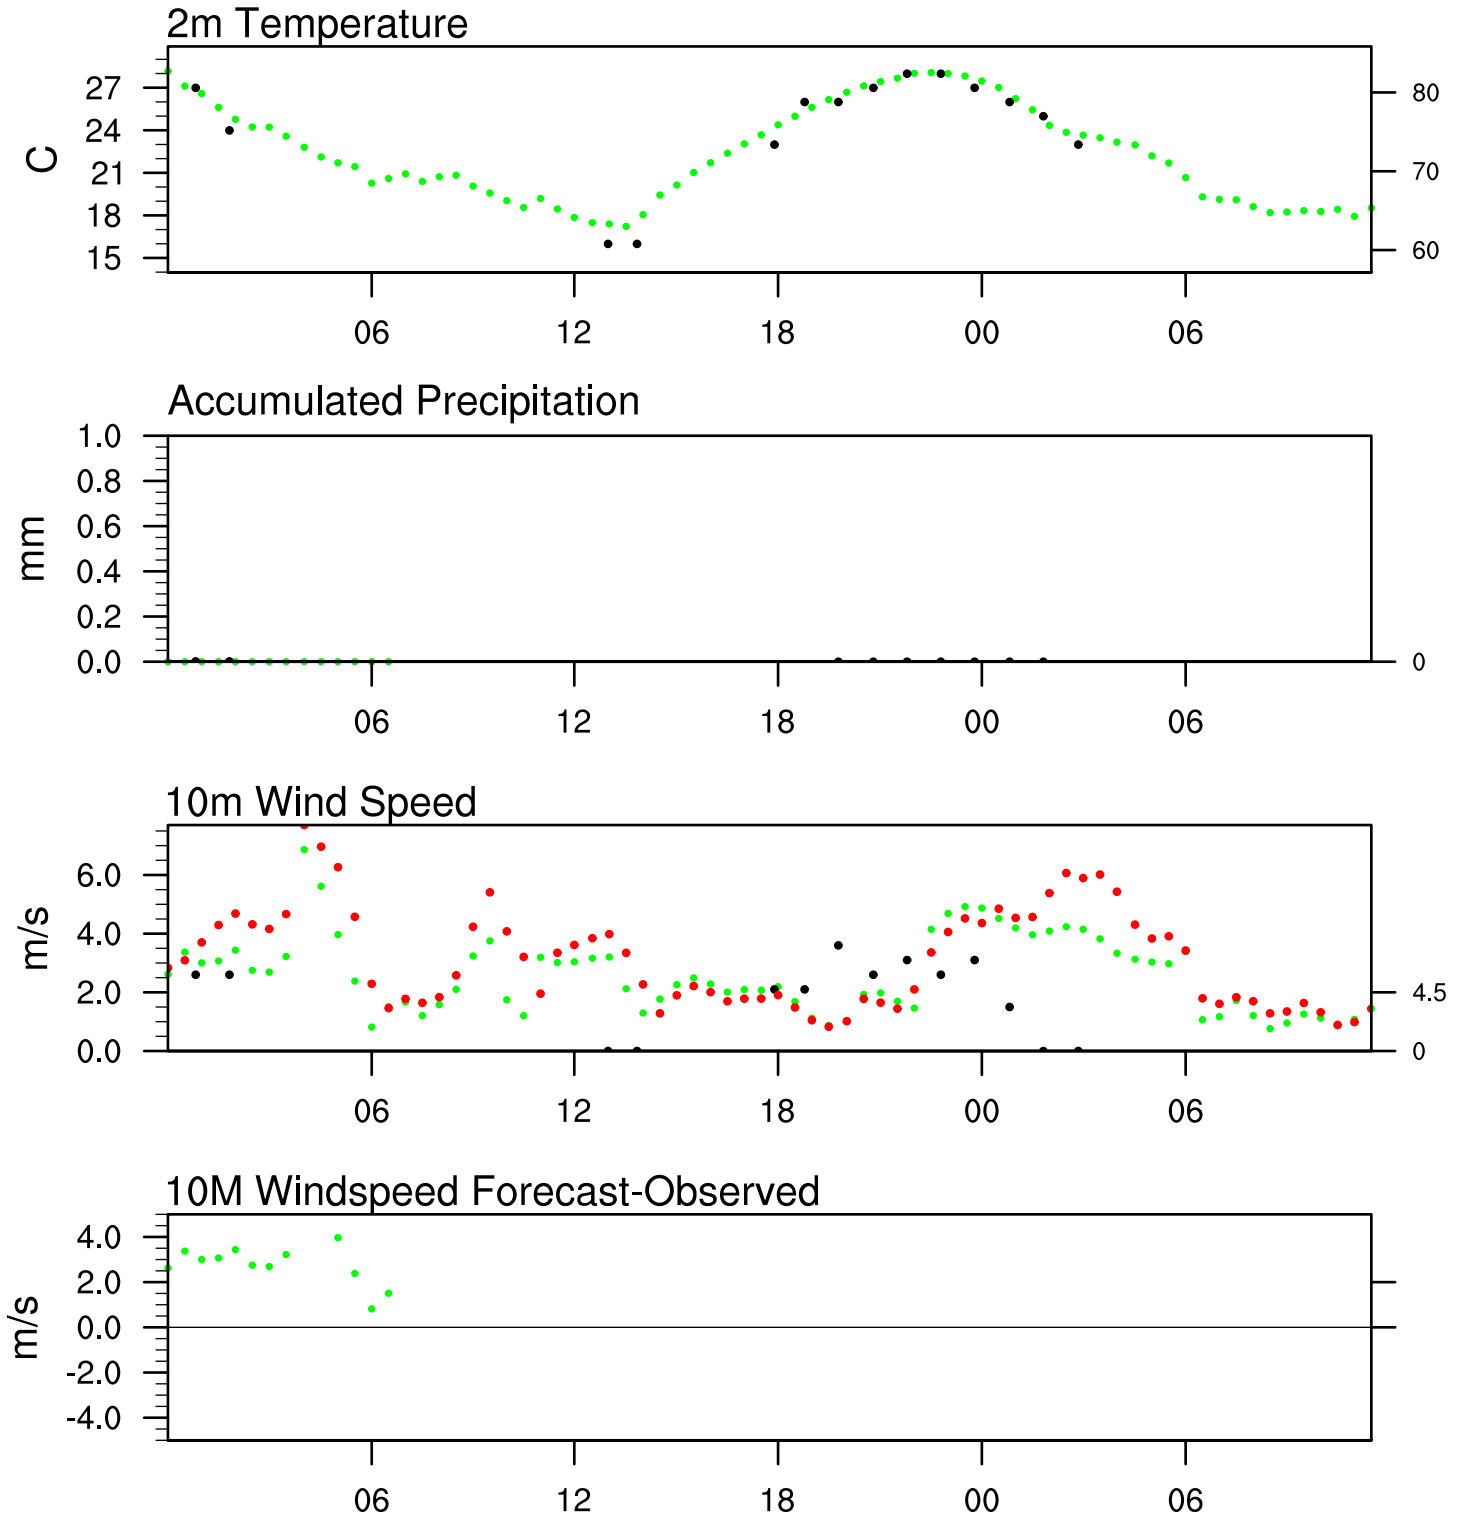 2m Temperature
27
24
21
18
15
C
80
70
60
06 12 18 00 06
Accumulated Precipitation
1.0
0.8
0.6
0.4
0.2
0.0
mm
0
06 12 18 00 06
10m Wind Speed
6.0
4.0
2.0
0.0
m/s
4.5
0
06 12 18 00 06
10M Windspeed Forecast-Observed
4.0
2.0
0.0
-2.0
-4.0
m/s
06 12 18 00 06